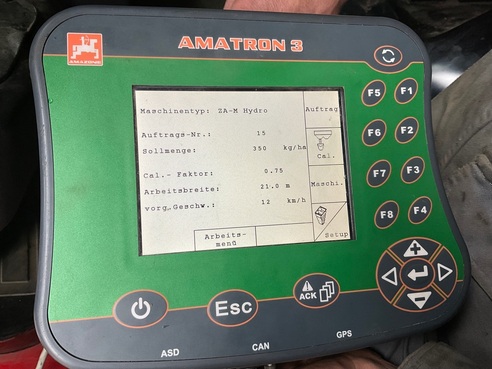 AMATRON 3
AMAZONE
Maschinentyp: ZA-M Hydro
Auftrag
Auftrags-Nr.: 15
Sollmenge: 350 kg/ha
Cal.
Cal.- Faktor: 0.75
Arbeitsbreite: 21.0 m
Maschi.
vorg.Geschw.: 12 km/h
Arbeits-
menü
Setup
F5 F1
F6 F2
F7 F3
F8 F4
Esc
ACK
ASD CAN GPS